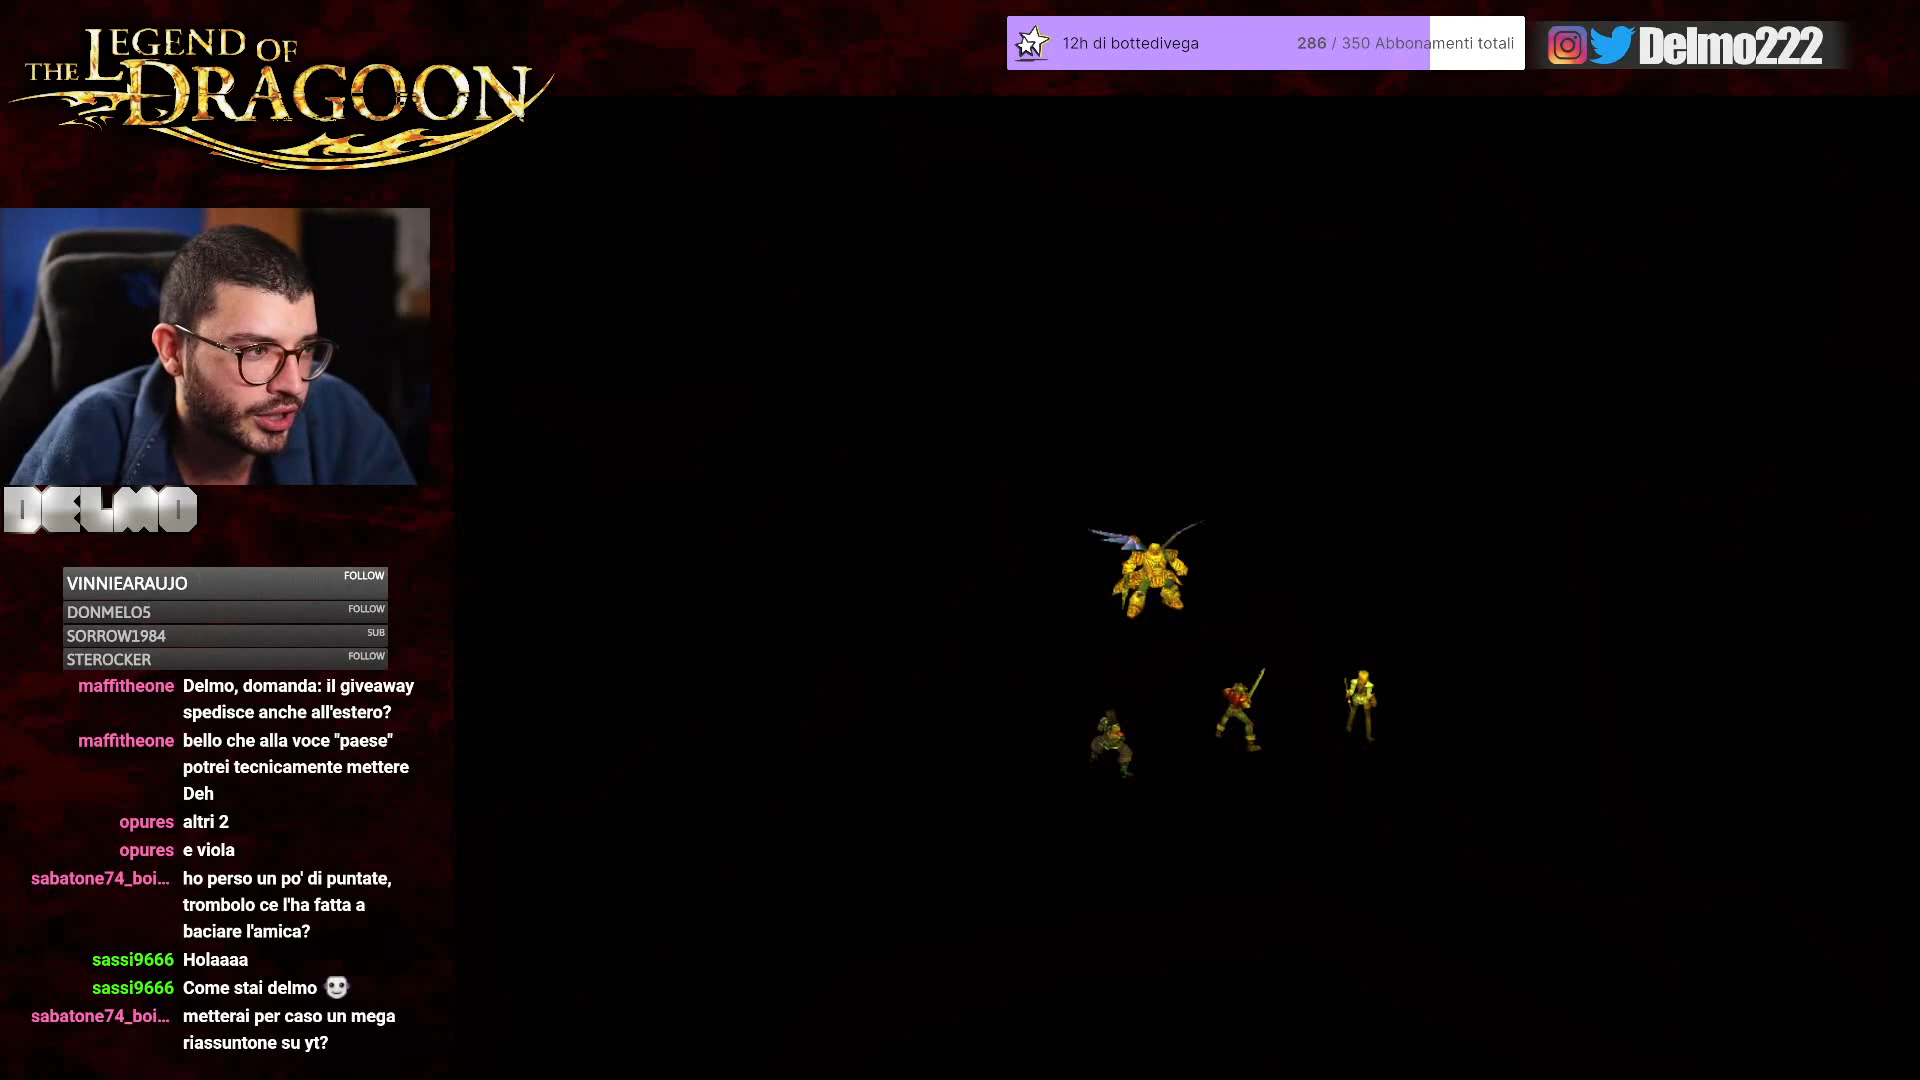 LEGEND OF
THE DRAGOON
12h di bottedivega 286 / 350 Abbonamenti totali
Delmo222
DELMO
VINNIEARAUJO FOLLOW
DONMELO5 FOLLOW
SORROW1984 SUB
STEROCKER FOLLOW
maffitheone Delmo, domanda: il giveaway
spedisce anche all'estero?
maffitheone bello che alla voce "paese"
potrei tecnicamente mettere
Deh
opures altri 2
opures e viola
sabatone74_boi... ho perso un po' di puntate,
trombolo ce l'ha fatta a
baciare l'amica?
sassi9666 Holaaaa
sassi9666 Come stai delmo
sabatone74_boi... metterai per caso un mega
riassuntone su yt?